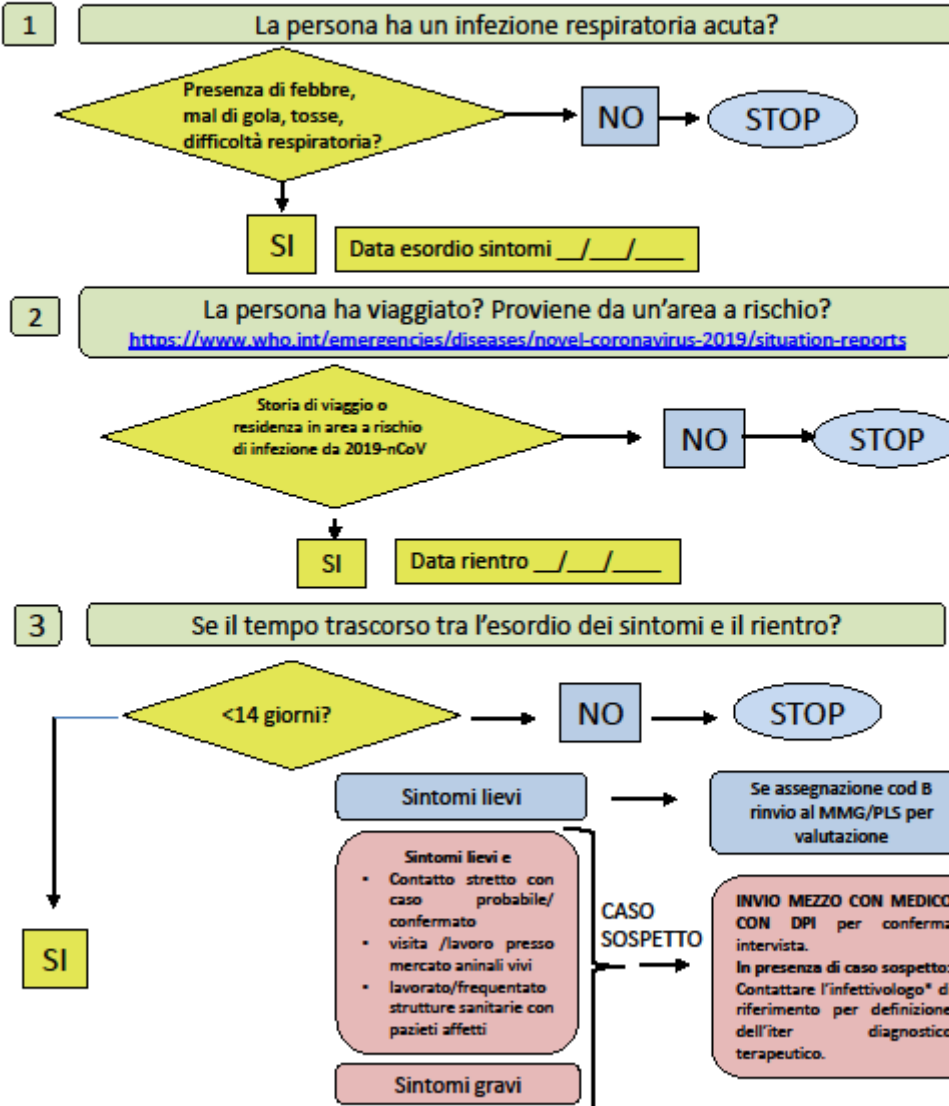 1
La persona ha un infezione respiratoria acuta?
Presenza di febbre,
mal di gola, tosse,
difficoltà respiratoria?
NO
STOP
SI
Data esordio sintomi __/___/____
2
La persona ha viaggiato? Proviene da un'area a rischio?
https://www.who.int/emergencies/diseases/novel-coronavirus-2019/situation-reports
Storia di viaggio o
residenza in area a rischio
di infezione da 2019-nCoV
NO
STOP
SI
Data rientro __/___/____
3
Se il tempo trascorso tra l'esordio dei sintomi e il rientro?
<14 giorni?
NO
STOP
SI
Sintomi lievi
Se assegnazione cod B
rinvio al MMG/PLS per
valutazione
Sintomi lievi e
• Contatto stretto con
caso probabile/
confermato
• visita /lavoro presso
mercato aninali vivi
• lavorato/frequentato
strutture sanitarie con
pazieti affetti
Sintomi gravi
CASO
SOSPETTO
INVIO MEZZO CON MEDICO
CON DPI per conferma
intervista.
In presenza di caso sospetto:
Contattare l'infettivologo* di
riferimento per definizione
dell'iter diagnostico
terapeutico.